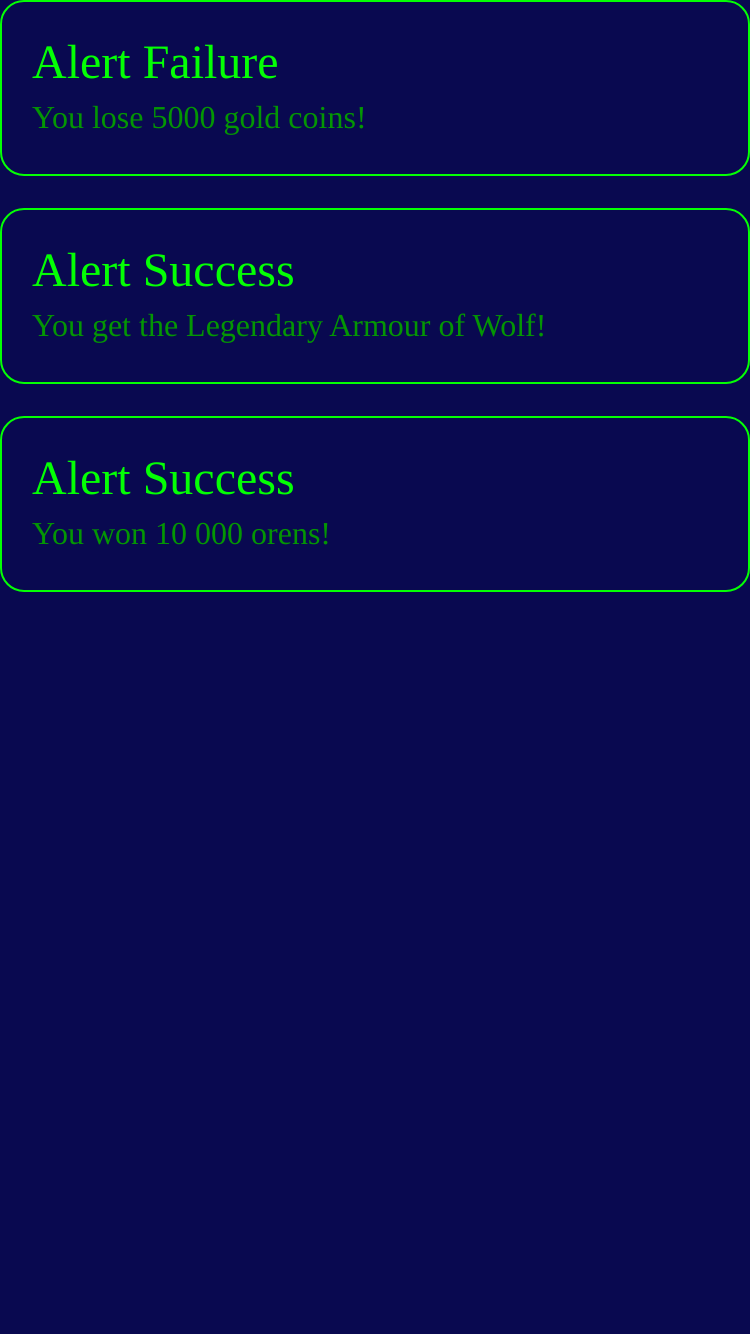 Alert Failure
You lose 5000 gold coins!
Alert Success
You get the Legendary Armour of Wolf!
Alert Success
You won 10 000 orens!